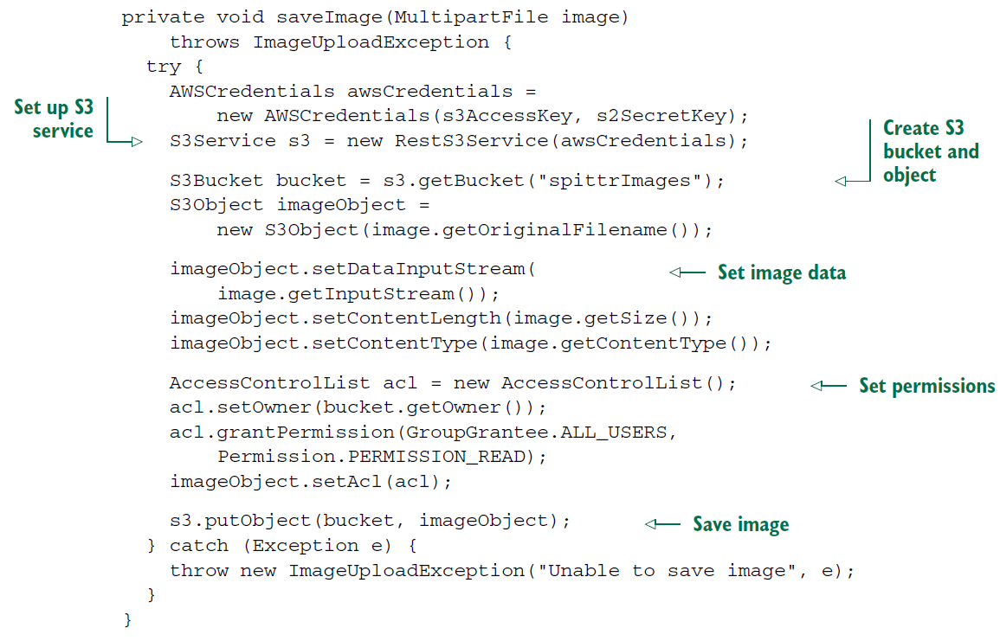 private void saveImage(MultipartFile image)
throws ImageUploadException {
try {
AWSCredentials awsCredentials =
new AWSCredentials(s3AccessKey, s2SecretKey);
Set up S3
service
S3Service s3 = new RestS3Service(awsCredentials);
Create S3
bucket and
object
S3Bucket bucket = s3.getBucket("spittrImages");
S3Object imageObject =
new S3Object(image.getOriginalFilename());
imageObject.setDataInputStream(
Set image data
image.getInputStream());
imageObject.setContentLength(image.getSize());
imageObject.setContentType(image.getContentType());
AccessControlList acl = new AccessControlList();
Set permissions
acl.setOwner(bucket.getOwner());
acl.grantPermission(GroupGrantee.ALL_USERS,
Permission.PERMISSION_READ);
imageObject.setAcl(acl);
s3.putObject(bucket, imageObject);
Save image
} catch (Exception e) {
throw new ImageUploadException("Unable to save image", e);
}
}